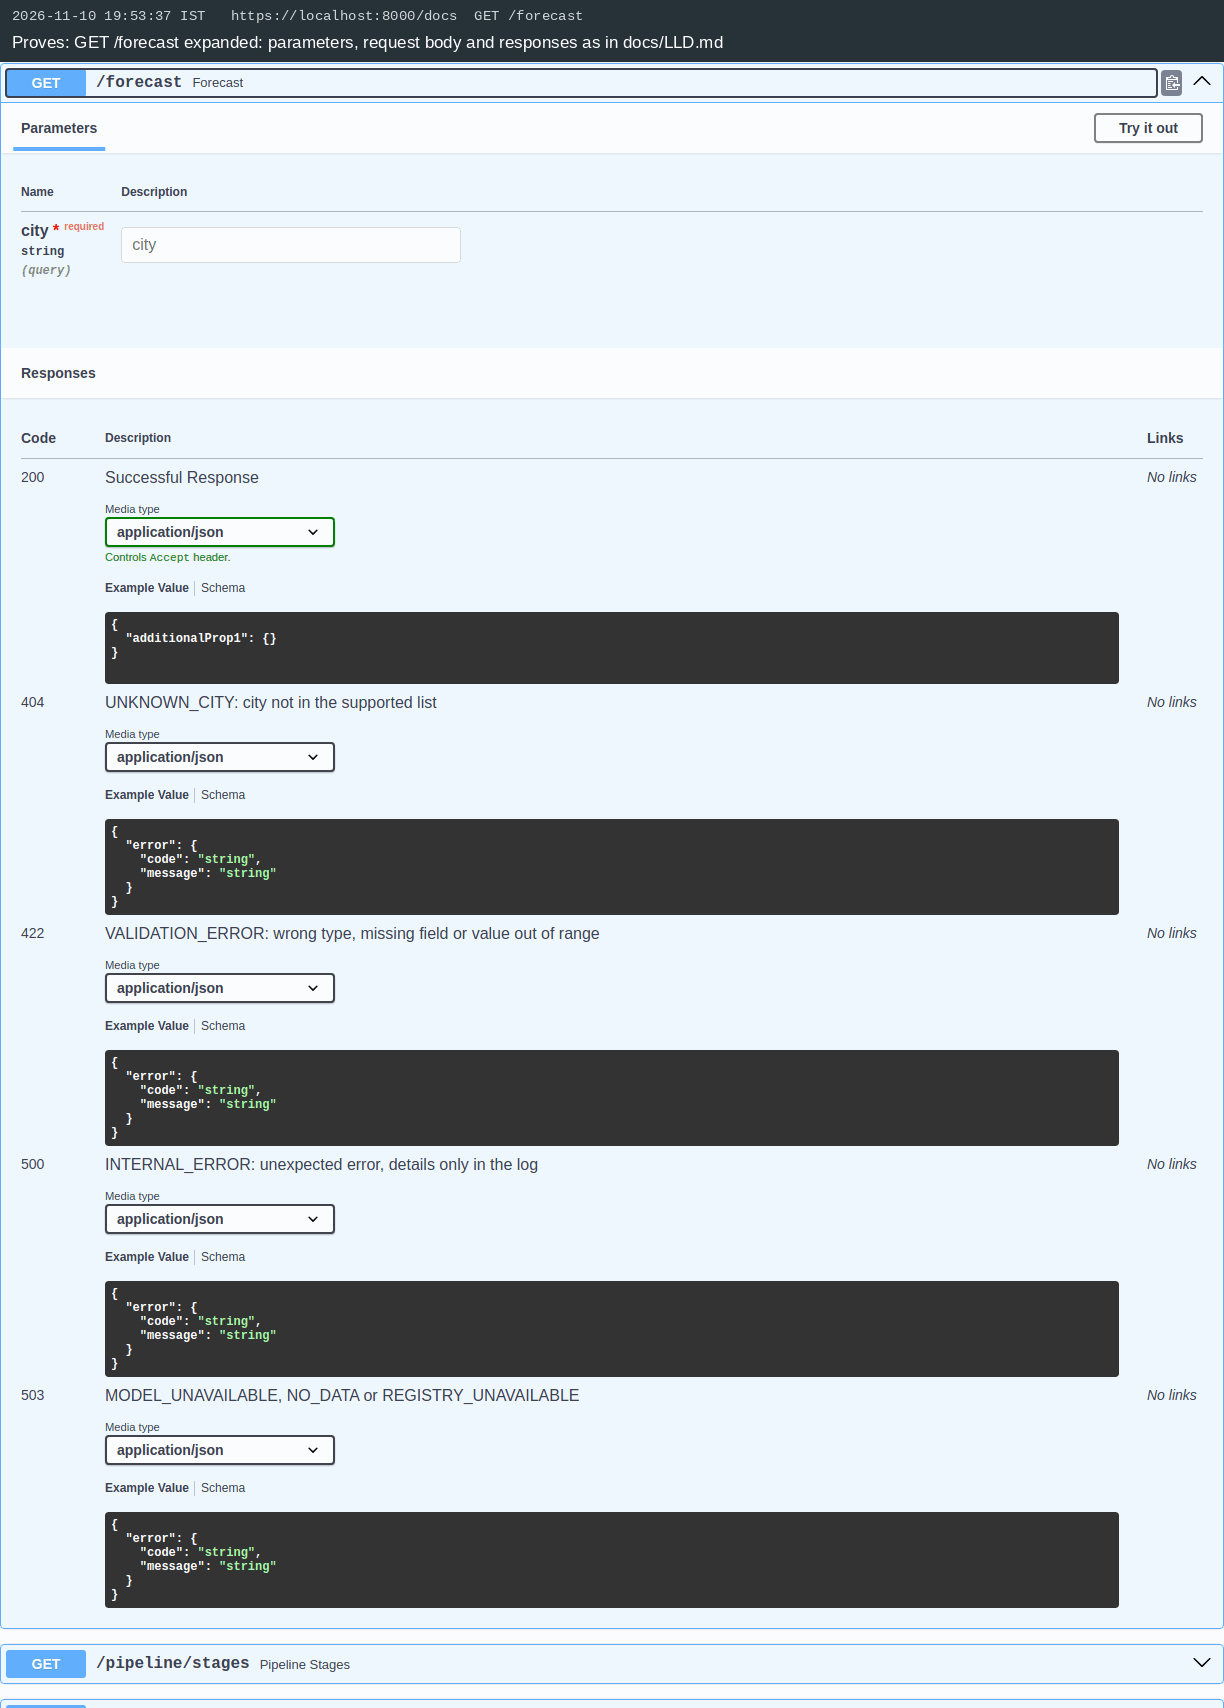 2026-11-10 19:53:37 IST https://localhost:8000/docs GET /forecast
Proves: GET /forecast expanded: parameters, request body and responses as in docs/LLD.md
GET /forecast Forecast
Parameters Try it out
Name Description
city * required city
string
(query)
Responses
Code Description Links
200 Successful Response No links
Media type
application/json
Controls Accept header.
Example Value Schema
{
"additionalProp1": {}
}
404 UNKNOWN_CITY: city not in the supported list No links
Media type
application/json
Example Value Schema
{
"error": {
"code": "string",
"message": "string"
}
}
422 VALIDATION_ERROR: wrong type, missing field or value out of range No links
Media type
application/json
Example Value Schema
{
"error": {
"code": "string",
"message": "string"
}
}
500 INTERNAL_ERROR: unexpected error, details only in the log No links
Media type
application/json
Example Value Schema
{
"error": {
"code": "string",
"message": "string"
}
}
503 MODEL_UNAVAILABLE, NO_DATA or REGISTRY_UNAVAILABLE No links
Media type
application/json
Example Value Schema
{
"error": {
"code": "string",
"message": "string"
}
}
GET /pipeline/stages Pipeline Stages